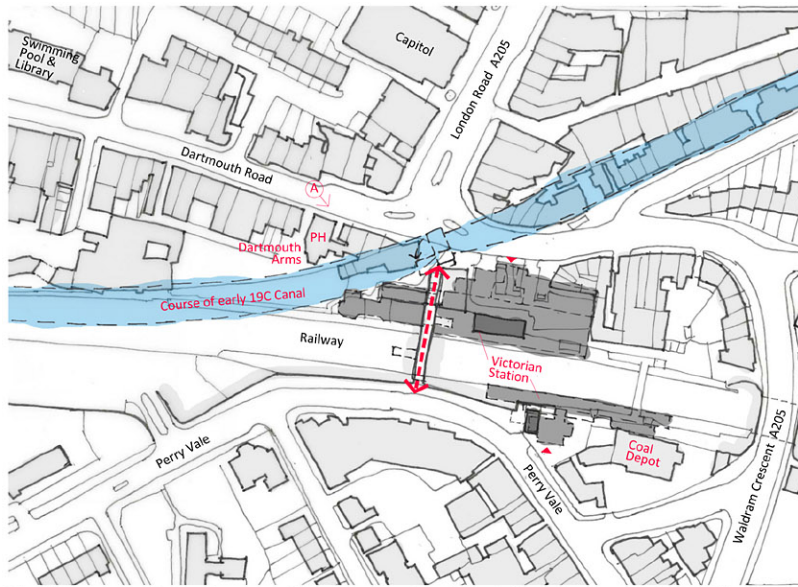 Swimming
Pool &
Library
Capitol
London Road A205
Dartmouth Road
A
PH
Dartmouth
Arms
Course of early 19C Canal
Railway
Victorian
Station
Coal
Depot
Perry Vale
Perry Vale
Waldram Crescent A205